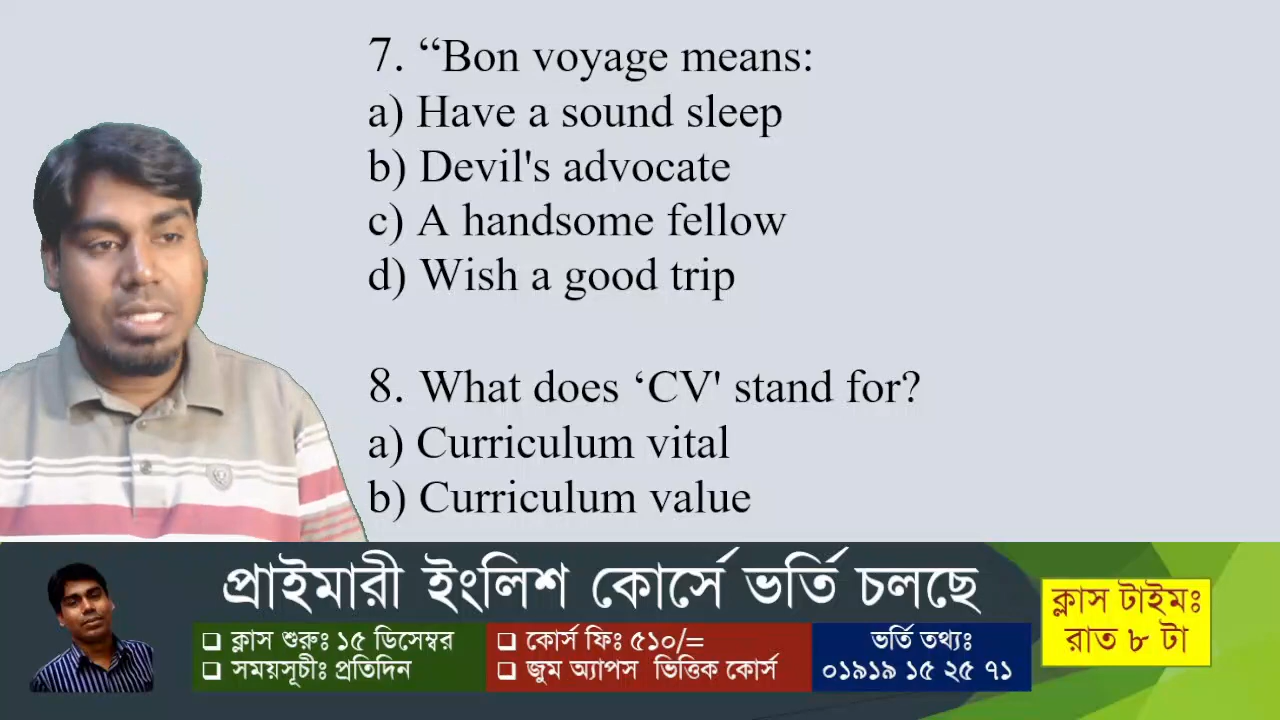 7. “Bon voyage means:
a) Have a sound sleep
b) Devil's advocate
c) A handsome fellow
d) Wish a good trip
8. What does ‘CV' stand for?
a) Curriculum vital
b) Curriculum value
প্রাইমারী ইংলিশ কোর্সে ভর্তি চলছে
❑ ক্লাস শুরুঃ ১৫ ডিসেম্বর
❑ সময়সূচীঃ প্রতিদিন
❑ কোর্স ফিঃ ৫১০/=
❑ জুম অ্যাপস ভিত্তিক কোর্স
ভর্তি তথ্যঃ
০১৯১৯ ১৫ ২৫ ৭১
ক্লাস টাইমঃ
রাত ৮ টা